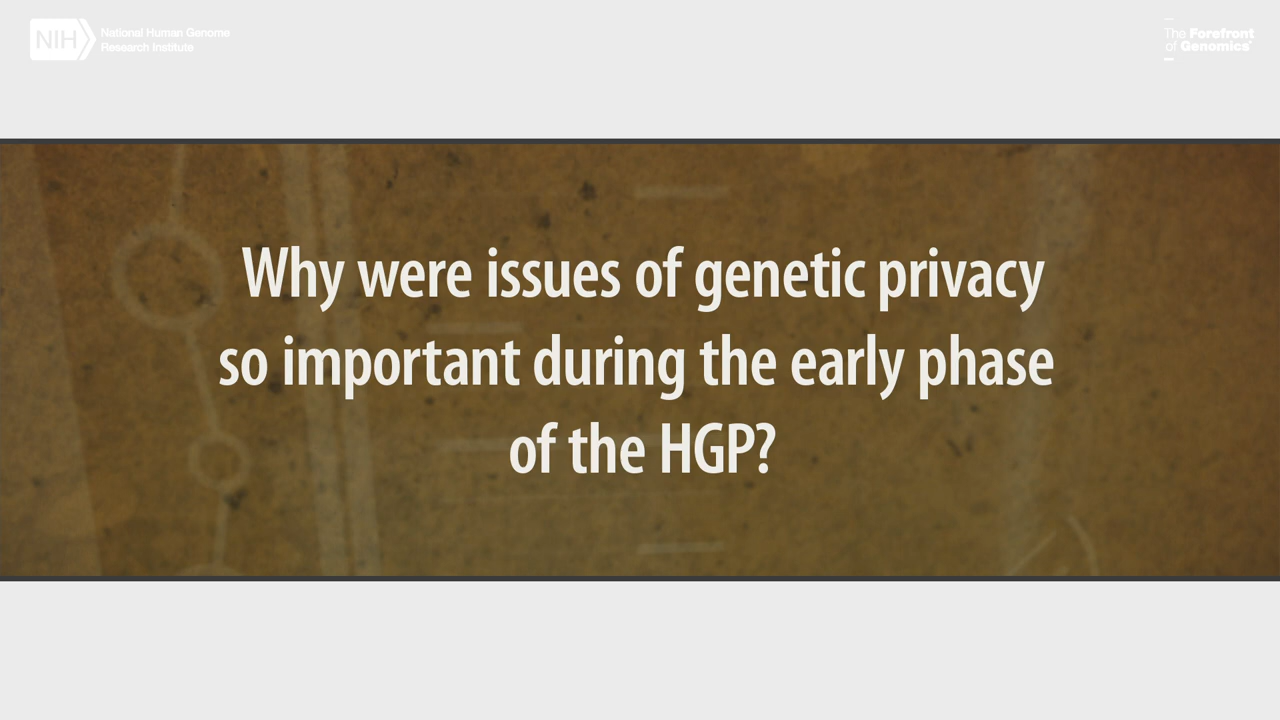 NIH
National Human Genome
Research Institute
The Forefront
of Genomics®
Why were issues of genetic privacy
so important during the early phase
of the HGP?